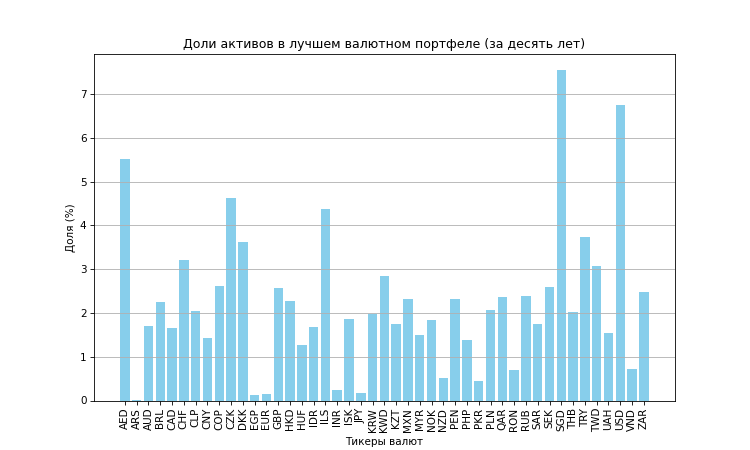 Доли активов в лучшем валютном портфеле (за десять лет)
Доля (%)
7
6
5
4
3
2
1
0
AED ARS AUD BRL CAD CHF CLP CNY COP CZK DKK EGP EUR GBP HKD HUF IDR ILS INR ISK JPY KRW KWD KZT MXN MYR NOK NZD PEN PHP PKR PLN QAR RON RUB SAR SEK SGD THB TRY TWD UAH USD VND ZAR
Тикеры валют